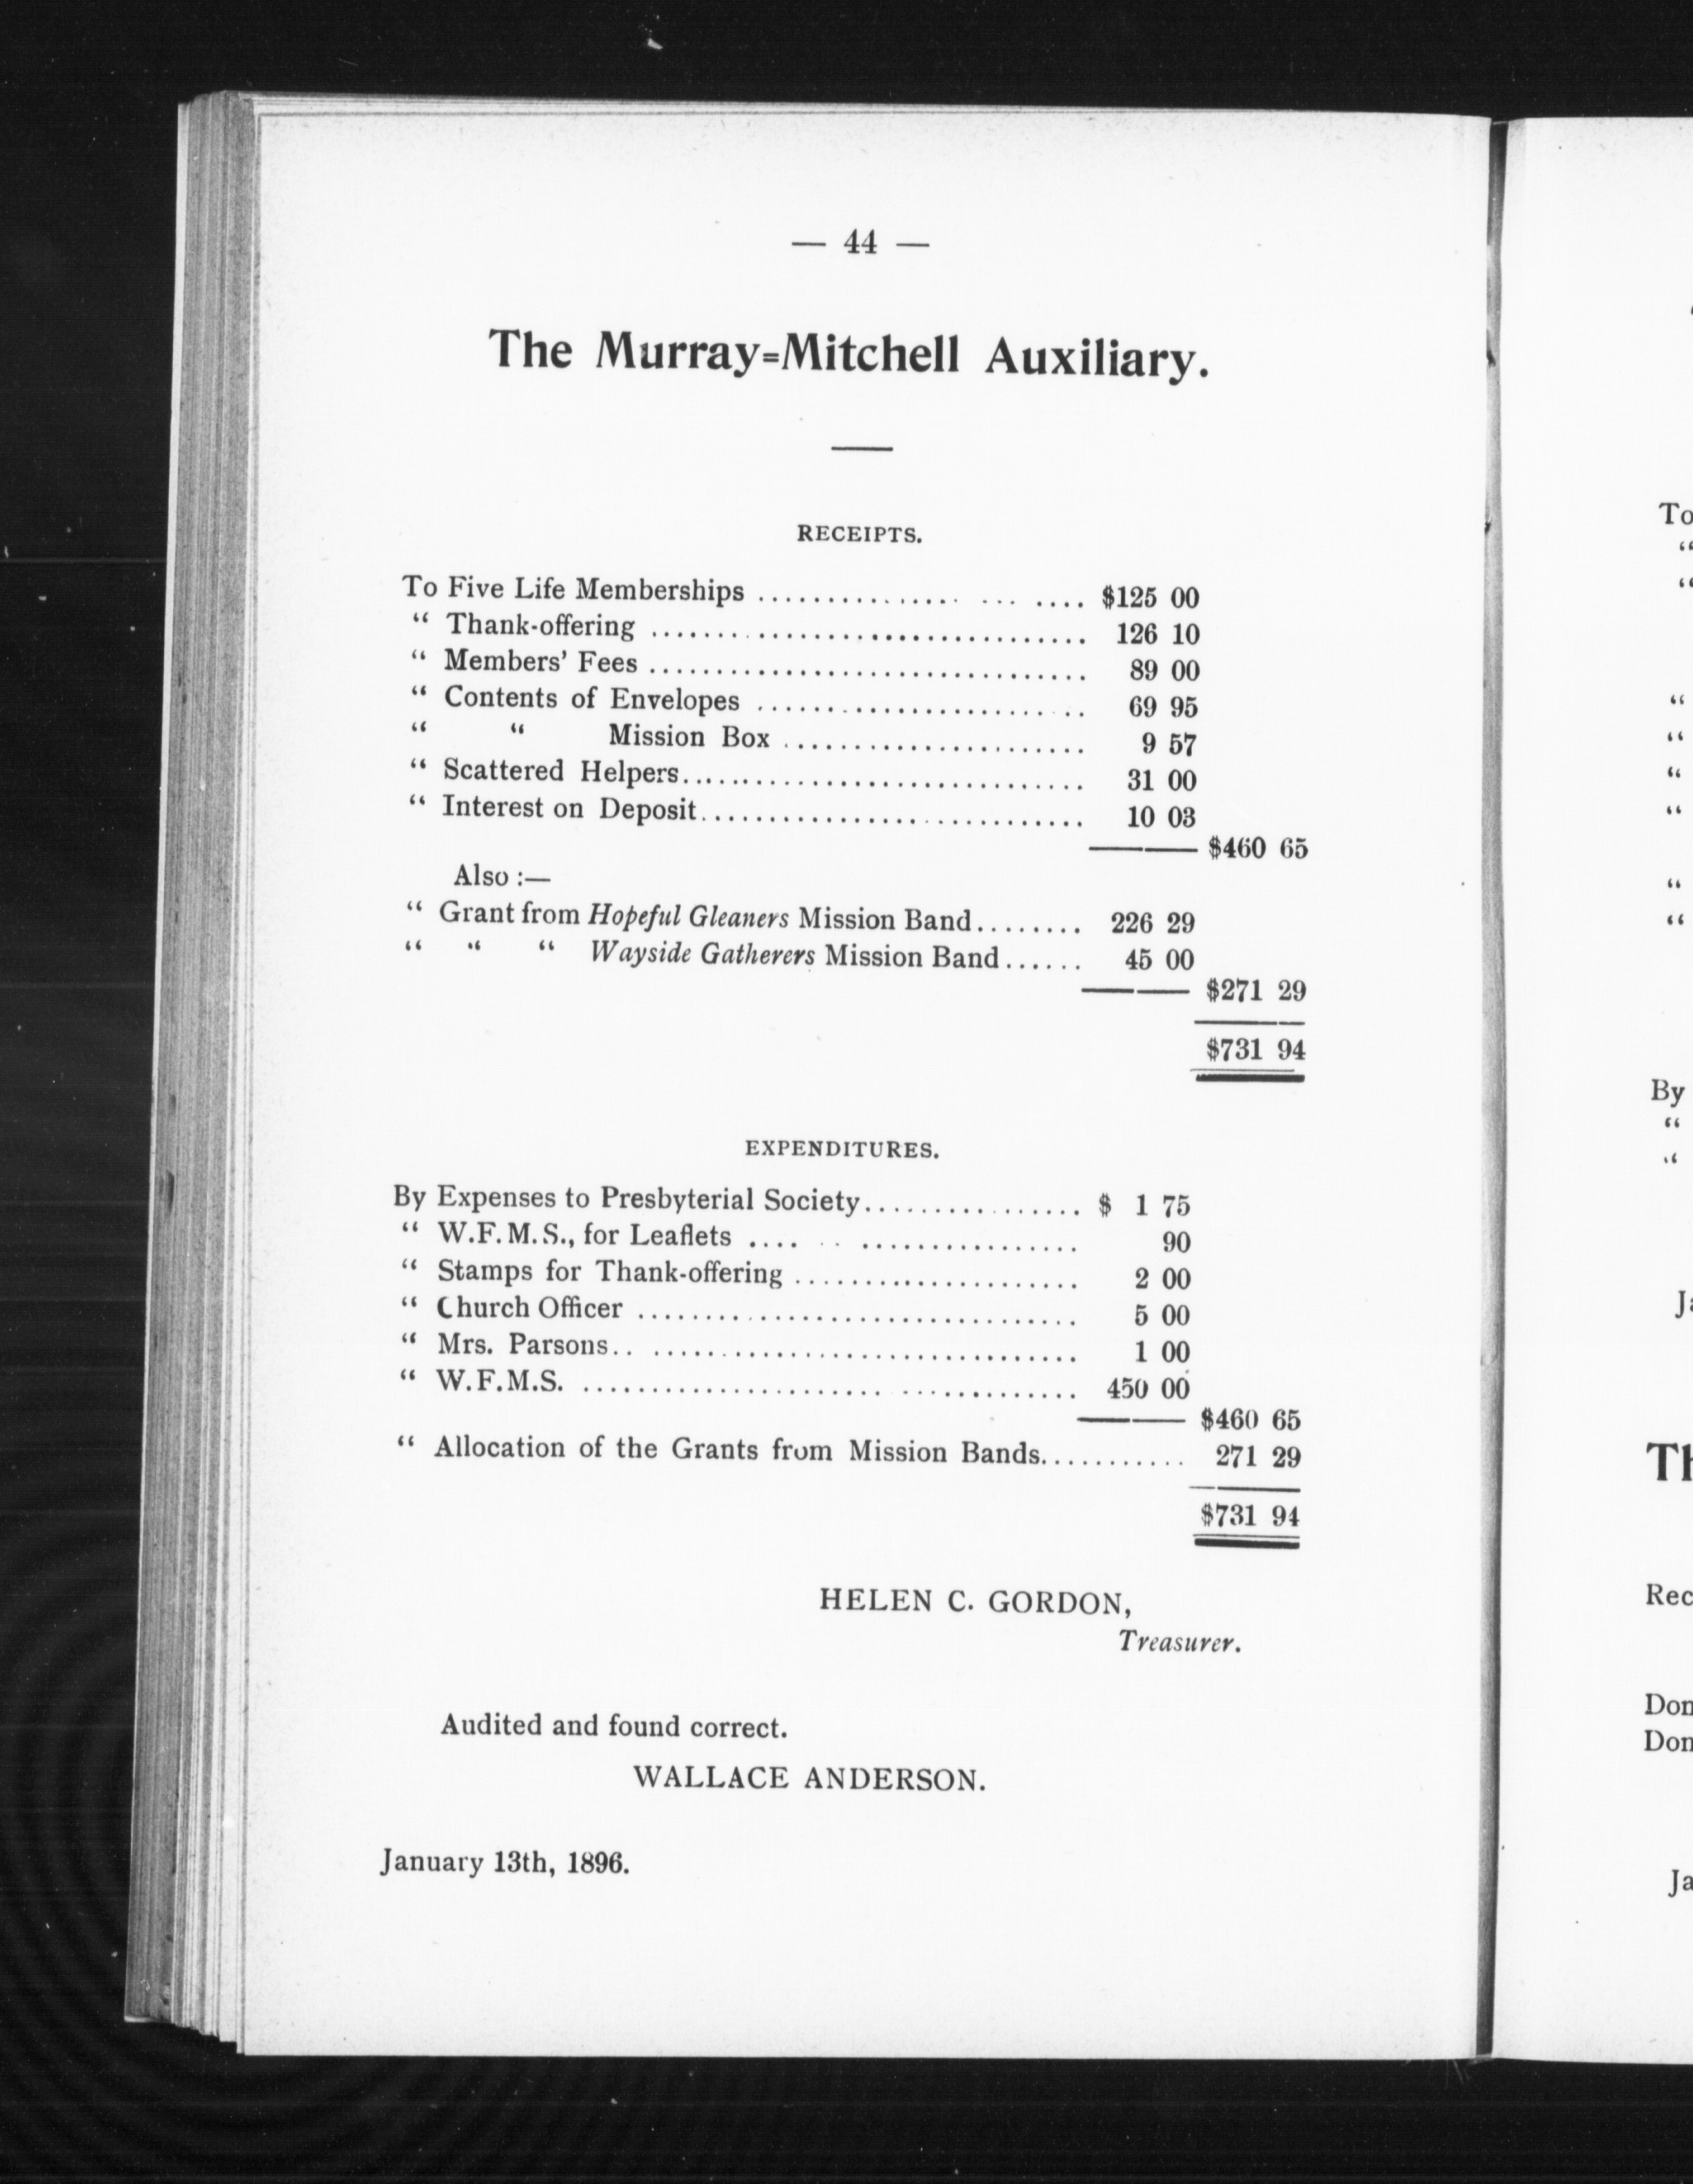 — 44 —
The Murray=Mitchell Auxiliary.
RECEIPTS.
To Five Life Memberships .................. ... .... $125 00
“ Thank-offering ................................ 126 10
“ Members' Fees ................................ 89 00
“ Contents of Envelopes ........................ 69 95
“ “ Mission Box ...................... 9 57
“ Scattered Helpers.............................. 31 00
“ Interest on Deposit............................ 10 03
$460 65
Also :—
“ Grant from Hopeful Gleaners Mission Band........ 226 29
“ “ “ Wayside Gatherers Mission Band...... 45 00
$271 29
$731 94
EXPENDITURES.
By Expenses to Presbyterial Society................ $ 1 75
“ W.F.M.S., for Leaflets .... .. ................ 90
“ Stamps for Thank-offering ..................... 2 00
“ Church Officer ................................ 5 00
“ Mrs. Parsons.. ............................... 1 00
“ W.F.M.S. .................................... 450 00
$460 65
“ Allocation of the Grants from Mission Bands........... 271 29
$731 94
HELEN C. GORDON,
Treasurer.
Audited and found correct.
WALLACE ANDERSON.
January 13th, 1896.
To
“
“
“
“
“
“
“
“
By
“
“
Ja
Th
Rec
Don
Don
Ja